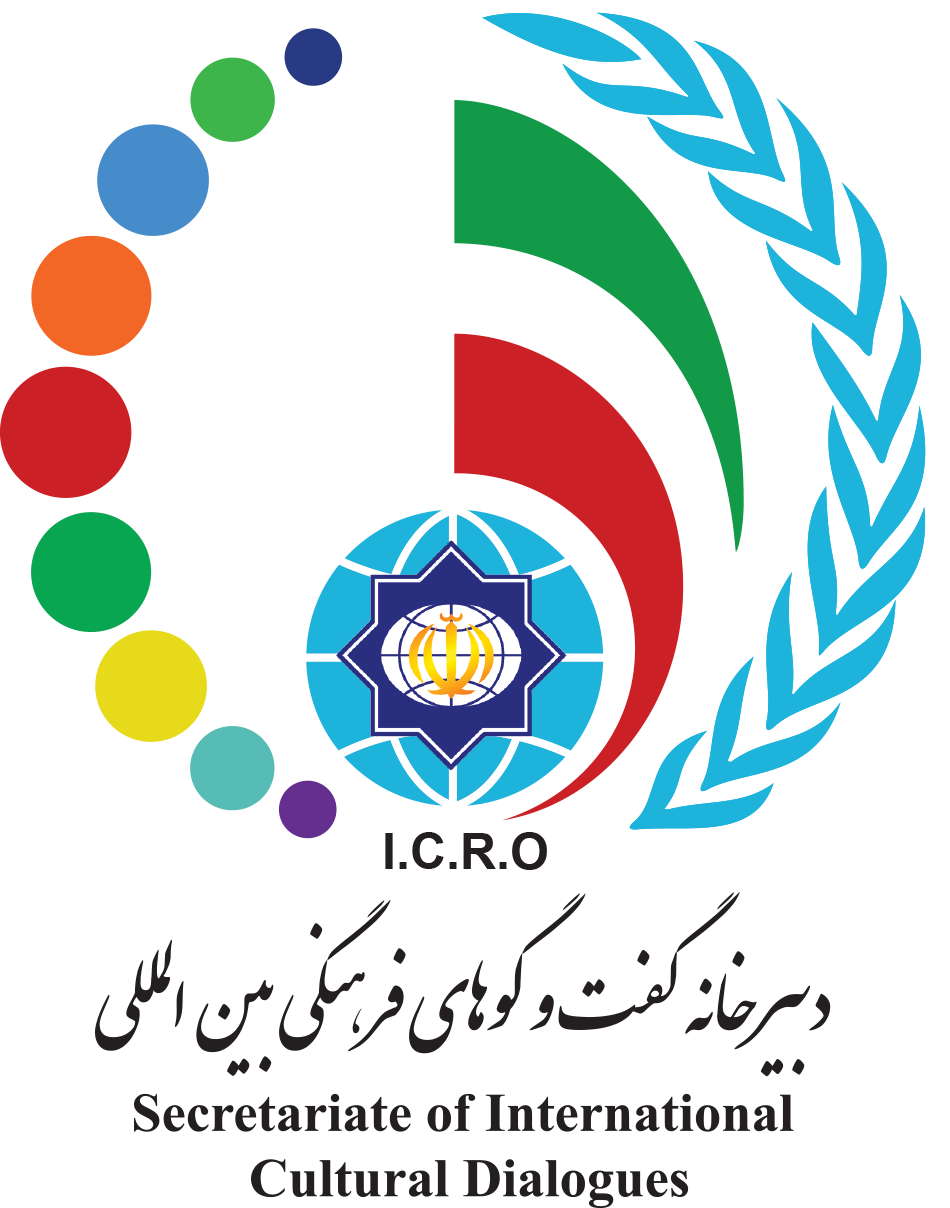 I.C.R.O
دبیرخانه گفت و گوهای فرهنگی بین المللی
Secretariate of International
Cultural Dialogues